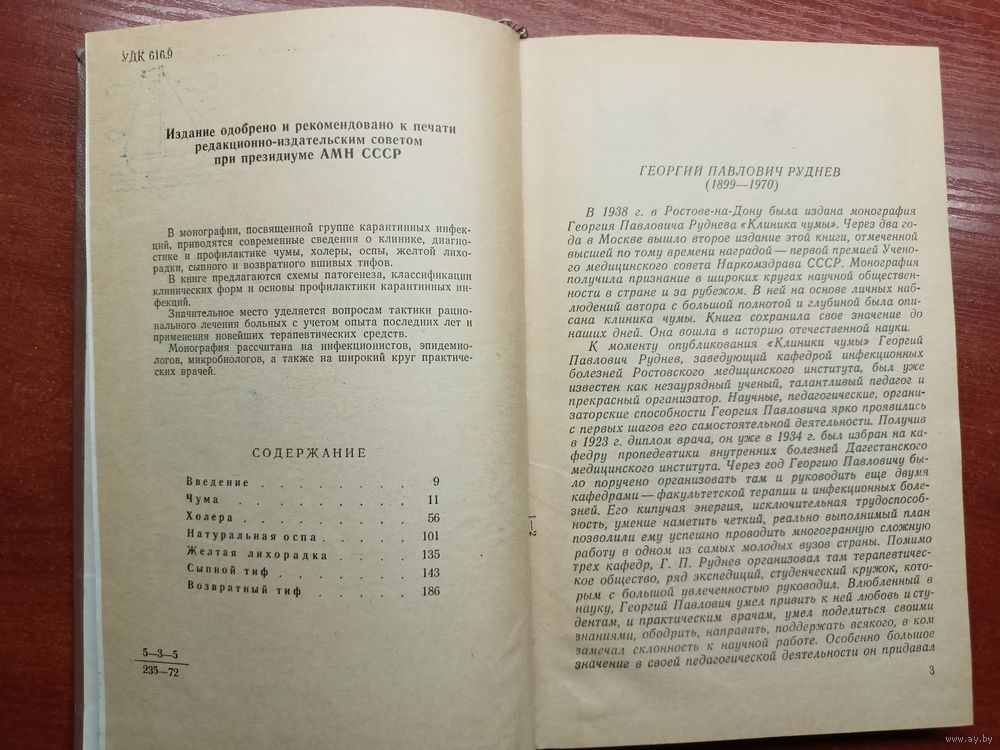 УДК 616.9
Издание одобрено и рекомендовано к печати
редакционно-издательским советом
при президиуме АМН СССР
В монографии, посвященной группе карантинных инфек-
ций, приводятся современные сведения о клинике, диагно-
стике и профилактике чумы, холеры, оспы, желтой лихо-
радки, сыпного и возвратного вшивых тифов.
В книге предлагаются схемы патогенеза, классификации
клинических форм и основы профилактики карантинных ин-
фекций.
Значительное место уделяется вопросам тактики рацио-
нального лечения больных с учетом опыта последних лет и
применения новейших терапевтических средств.
Монография рассчитана на инфекционистов, эпидемио-
логов, микробиологов, а также на широкий круг практиче-
ских врачей.
СОДЕРЖАНИЕ
Введение . . . . . . . . 9
Чума . . . . . . . . . 11
Холера . . . . . . . . . 56
Натуральная оспа . . . . . 101
Желтая лихорадка . . . . 135
Сыпной тиф . . . . . . . 143
Возвратный тиф . . . . . 186
5—3—5
235—72
1—2
ГЕОРГИЙ ПАВЛОВИЧ РУДНЕВ
(1899—1970)
В 1938 г. в Ростове-на-Дону была издана монография
Георгия Павловича Руднева «Клиника чумы». Через два го-
да в Москве вышло второе издание этой книги, отмеченной
высшей по тому времени наградой — первой премией Учено-
го медицинского совета Наркомздрава СССР. Монография
получила признание в широких кругах научной обществен-
ности в стране и за рубежом. В ней на основе личных наб-
людений автора с большой полнотой и глубиной была опи-
сана клиника чумы. Книга сохранила свое значение до
наших дней. Она вошла в историю отечественной науки.
К моменту опубликования «Клиники чумы» Георгий
Павлович Руднев, заведующий кафедрой инфекционных
болезней Ростовского медицинского института, был уже
известен как незаурядный ученый, талантливый педагог и
прекрасный организатор. Научные, педагогические, органи-
заторские способности Георгия Павловича ярко проявились
с первых шагов его самостоятельной деятельности. Получив
в 1923 г. диплом врача, он уже в 1934 г. был избран на ка-
федру пропедевтики внутренних болезней Дагестанского
медицинского института. Через год Георгию Павловичу бы-
ло поручено организовать там и руководить еще двумя
кафедрами — факультетской терапии и инфекционных боле-
зней. Его кипучая энергия, исключительная трудоспособ-
ность, умение наметить четкий, реально выполнимый план
позволили ему успешно проводить многогранную сложную
работу в одном из самых молодых вузов страны. Помимо
трех кафедр, Г. П. Руднев организовал там терапевтичес-
кое общество, ряд экспедиций, студенческий кружок, кото-
рым с большой увлеченностью руководил. Влюбленный в
науку, Георгий Павлович умел привить к ней любовь и сту-
дентам, и практическим врачам, умел поделиться своими
знаниями, ободрить, направить, поддержать всякого, в ком
замечал склонность к научной работе. Особенно большое
значение в своей педагогической деятельности он придавал
3
www.ay.by